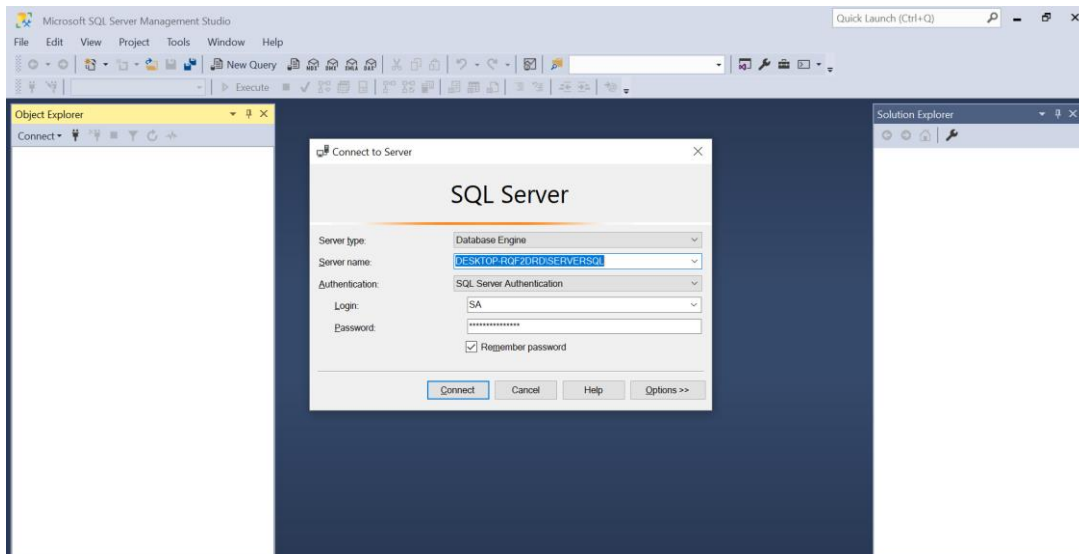 Microsoft SQL Server Management Studio
Quick Launch (Ctrl+Q)
File Edit View Project Tools Window Help
New Query
Execute
Object Explorer
Connect
Solution Explorer
Connect to Server
SQL Server
Server type: Database Engine
Server name: DESKTOP-RQF2DRD\SERVERSQL
Authentication: SQL Server Authentication
Login: SA
Password: ***************
Remember password
Connect Cancel Help Options >>